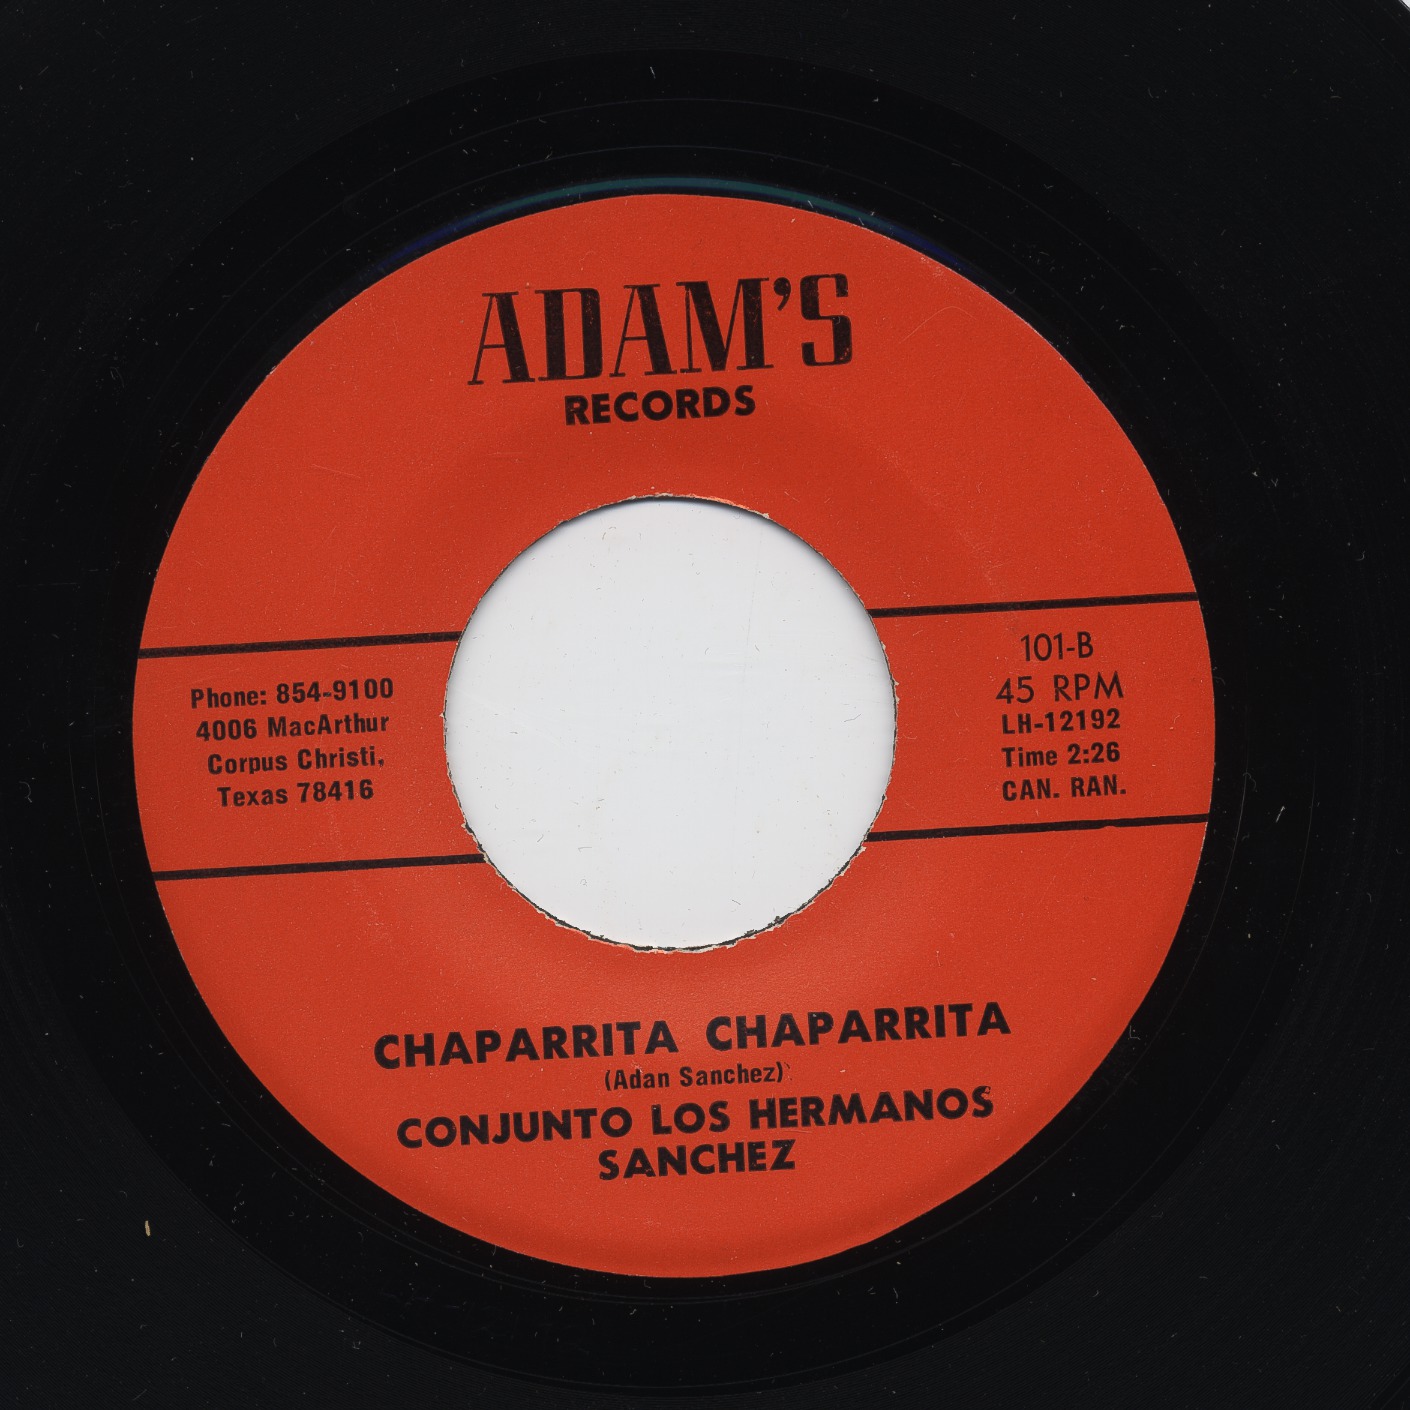 ADAM'S
RECORDS
Phone: 854-9100
4006 MacArthur
Corpus Christi,
Texas 78416
101-B
45 RPM
LH-12192
Time 2:26
CAN. RAN.
CHAPARRITA CHAPARRITA
(Adan Sanchez)
CONJUNTO LOS HERMANOS
SANCHEZ